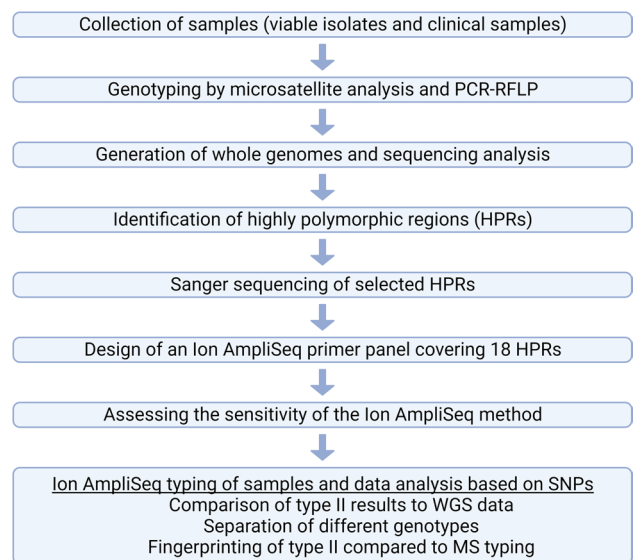 Collection of samples (viable isolates and clinical samples)
Genotyping by microsatellite analysis and PCR-RFLP
Generation of whole genomes and sequencing analysis
Identification of highly polymorphic regions (HPRs)
Sanger sequencing of selected HPRs
Design of an Ion AmpliSeq primer panel covering 18 HPRs
Assessing the sensitivity of the Ion AmpliSeq method
Ion AmpliSeq typing of samples and data analysis based on SNPs
Comparison of type II results to WGS data
Separation of different genotypes
Fingerprinting of type II compared to MS typing